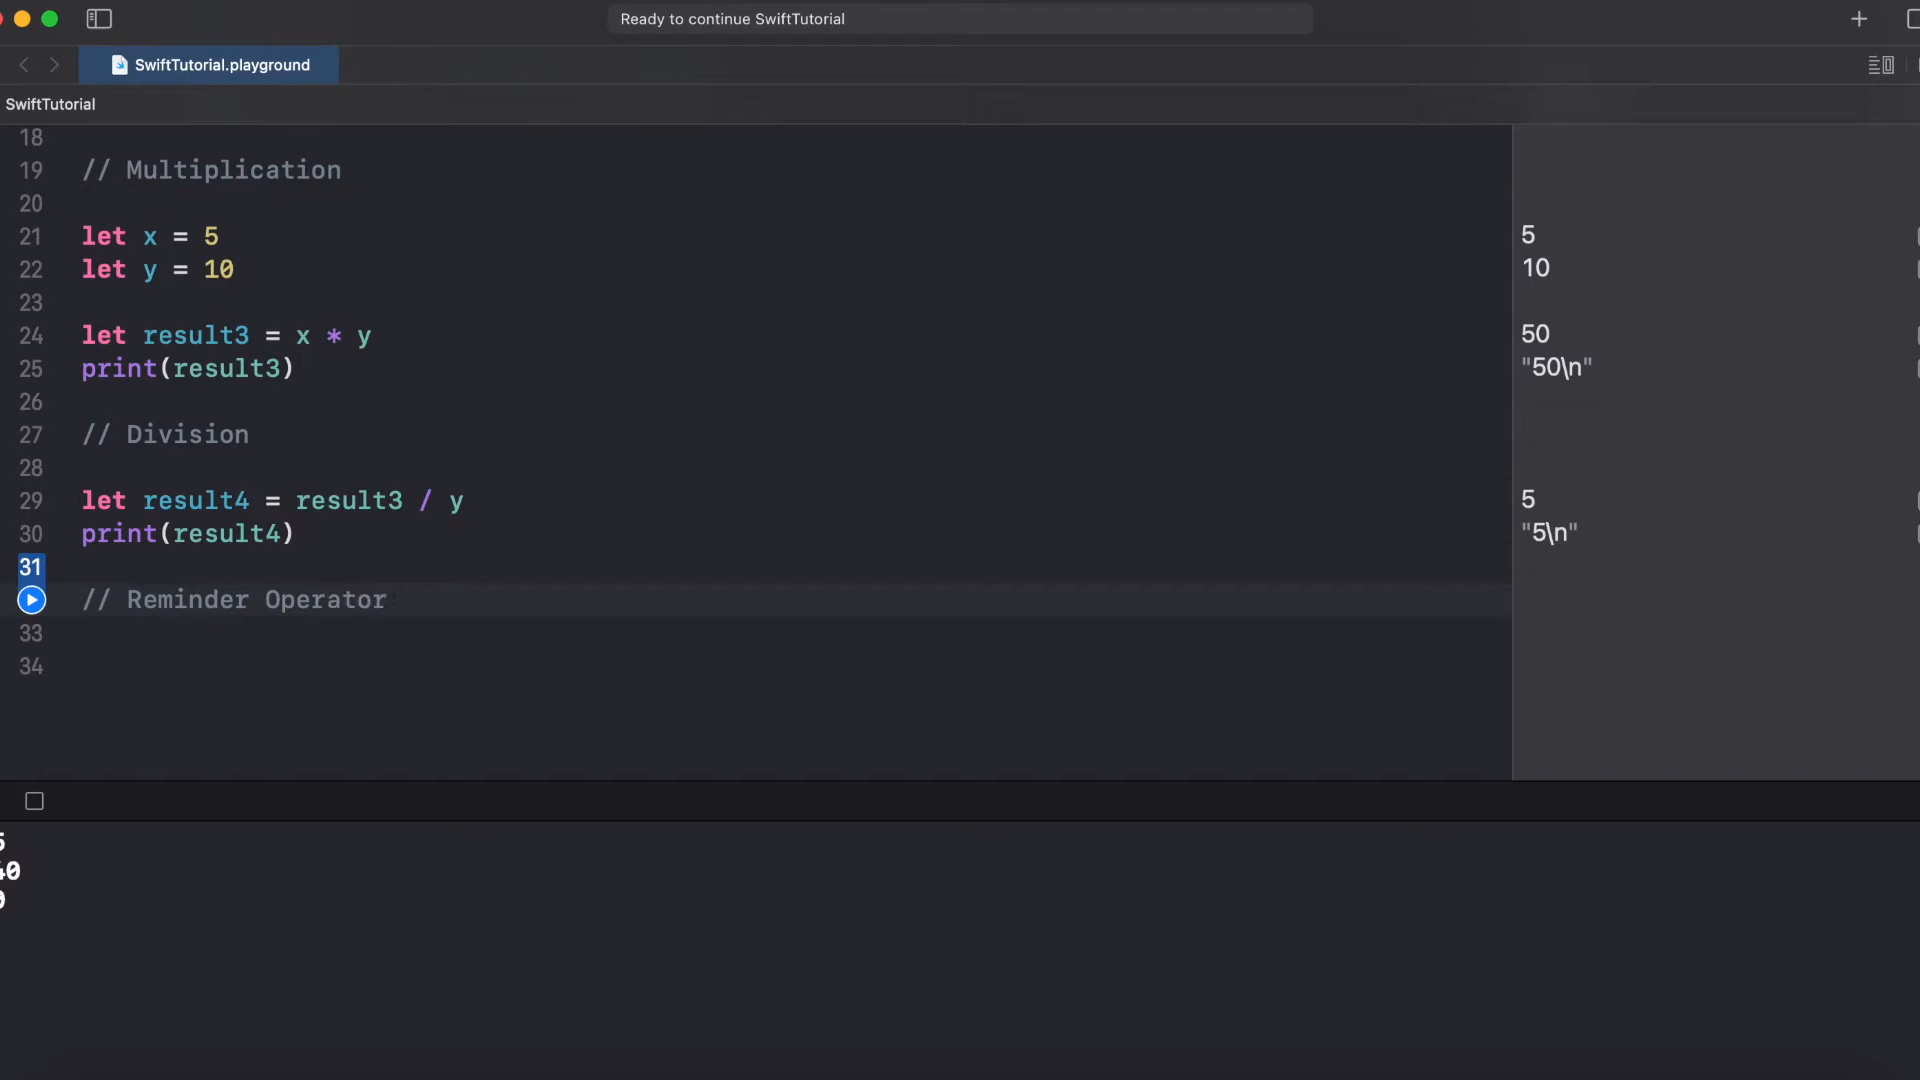 Ready to continue SwiftTutorial
SwiftTutorial.playground
SwiftTutorial
18
19 // Multiplication
20
21 let x = 5 5
22 let y = 10 10
23
24 let result3 = x * y 50
25 print(result3) "50\n"
26
27 // Division
28
29 let result4 = result3 / y 5
30 print(result4) "5\n"
31
// Reminder Operator
33
34